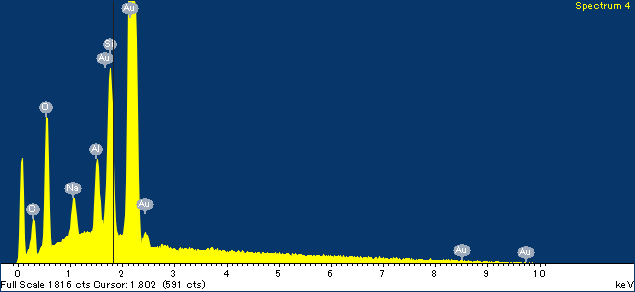 Spectrum 4
Au
Si
Au
O
Al
Na
C
Au
Au
Au
0 1 2 3 4 5 6 7 8 9 10
Full Scale 1816 cts Cursor: 1.802 (591 cts) keV